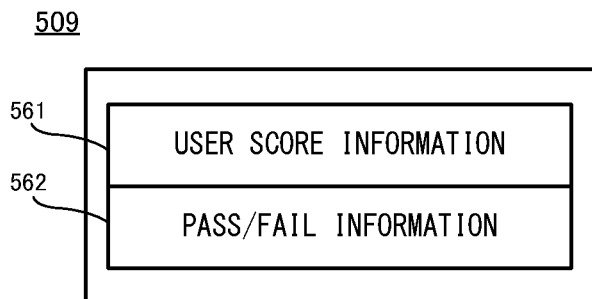 509
561
USER SCORE INFORMATION
562
PASS/FAIL INFORMATION